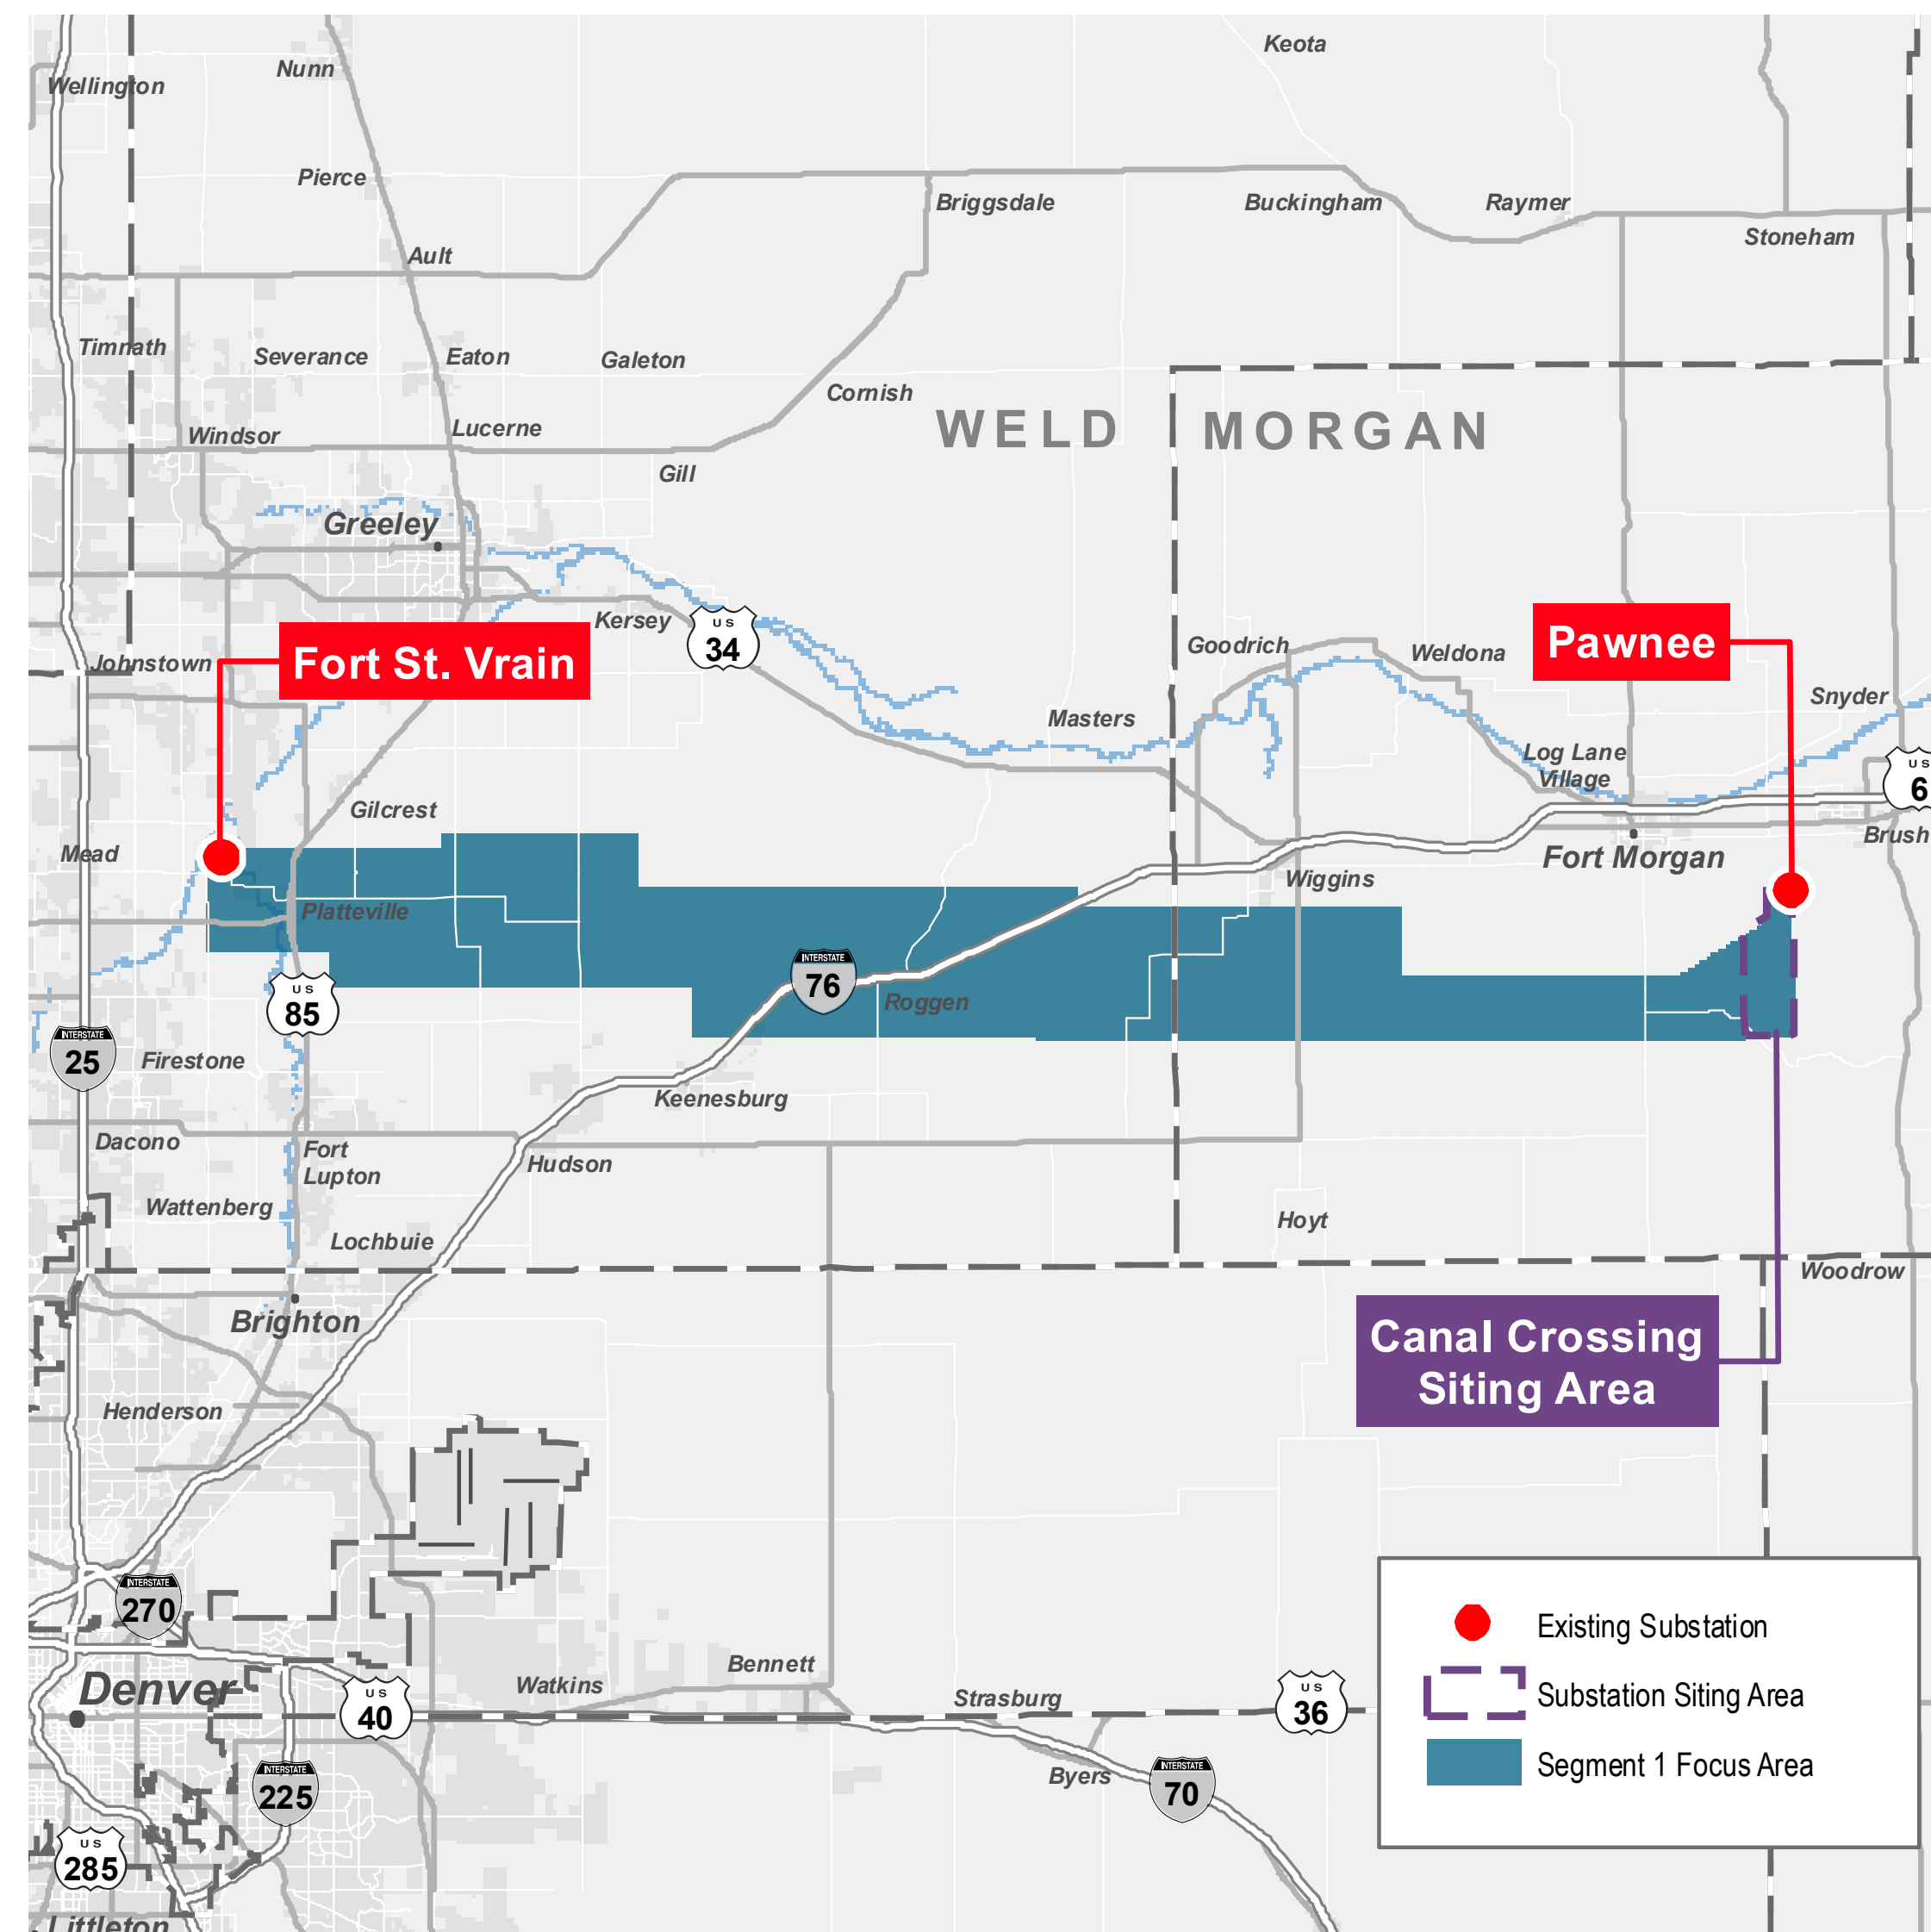 Keota
Nunn
Wellington
Pierce
Briggsdale
Buckingham
Raymer
Stoneham
Ault
Timnath
Severance
Eaton
Galeton
Cornish
WELD
MORGAN
Windsor
Lucerne
Gill
Greeley
Kersey
US
34
Goodrich
Weldona
Pawnee
Johnstown
Fort St. Vrain
Snyder
Masters
Log Lane
Village
US
6
Gilcrest
Brush
Mead
Fort Morgan
Wiggins
Platteville
INTERSTATE
76
Roggen
US
85
INTERSTATE
25
Firestone
Keenesburg
Dacono
Fort
Lupton
Hudson
Wattenberg
Hoyt
Lochbuie
Woodrow
Brighton
Canal Crossing
Siting Area
Henderson
INTERSTATE
270
Existing Substation
Denver
Watkins
Bennett
Strasburg
US
40
US
36
Substation Siting Area
Byers
Segment 1 Focus Area
INTERSTATE
225
INTERSTATE
70
US
285
Littleton